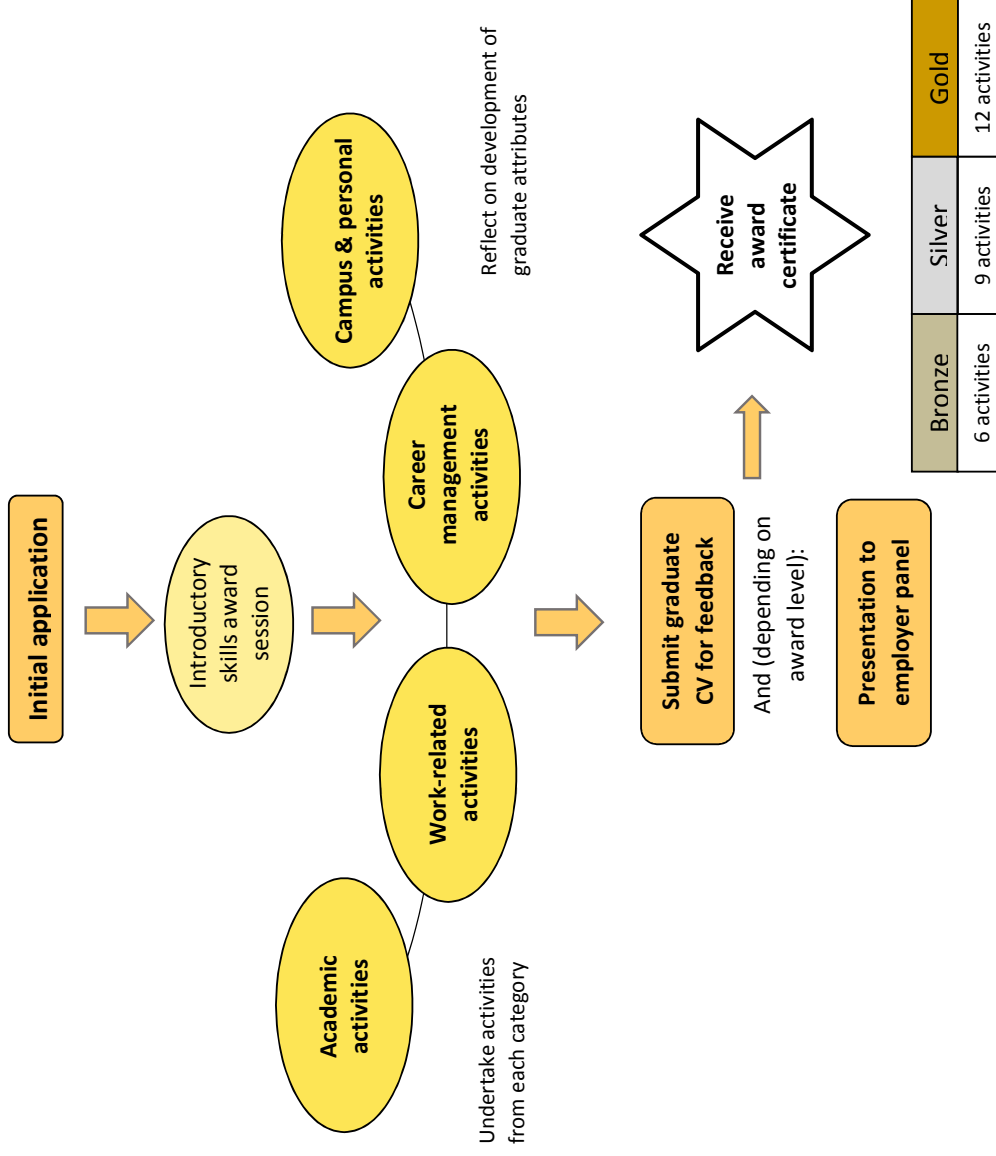 Initial application
Introductory
skills award
session
Academic
activities
Work-related
activities
Career
management
activities
Campus & personal
activities
Undertake activities
from each category
Reflect on development of
graduate attributes
Submit graduate
CV for feedback
And (depending on
award level):
Presentation to
employer panel
Receive
award
certificate
Bronze Silver Gold
6 activities 9 activities 12 activities